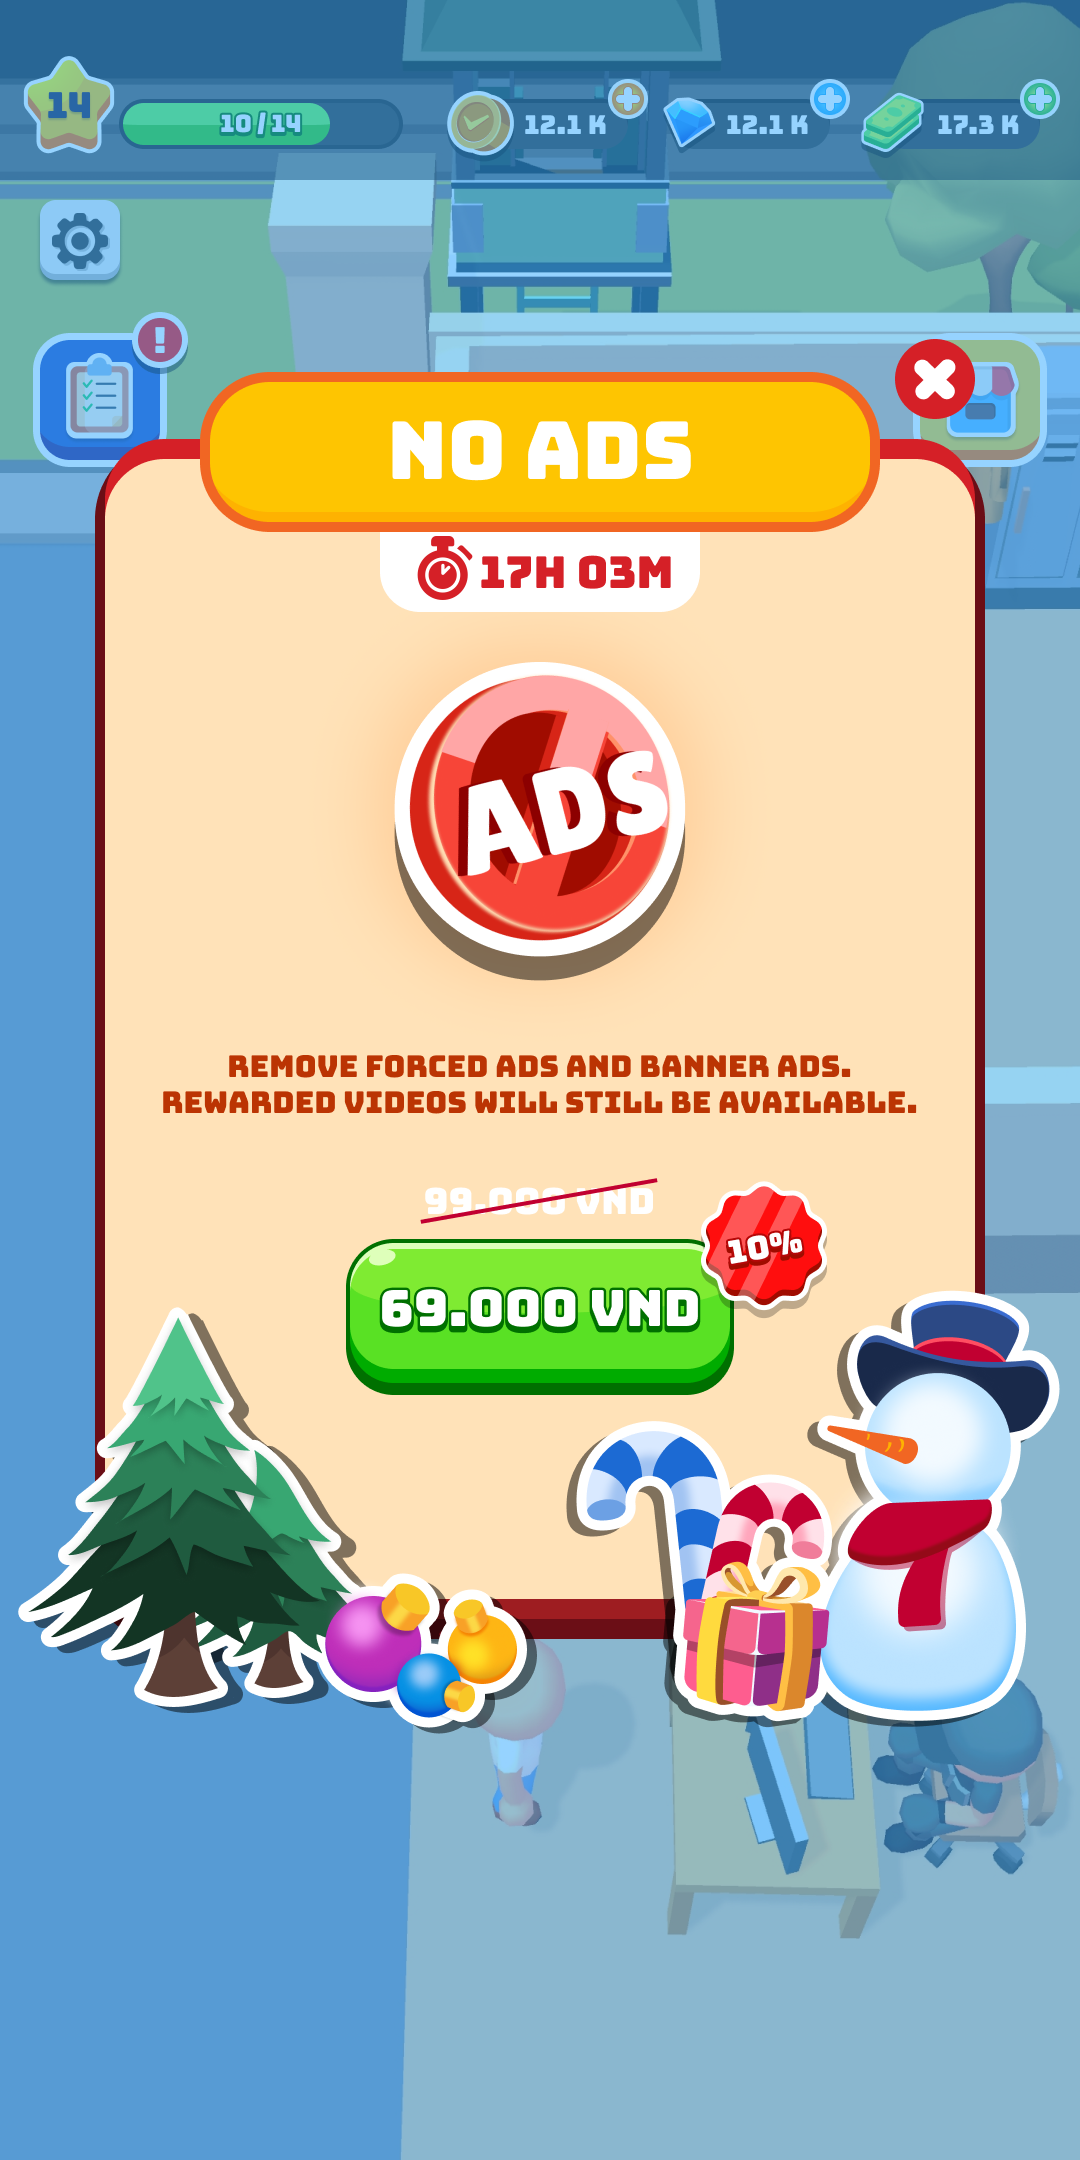 14
10/14
12.1 K
12.1 K
17.3 K
!
NO ADS
17H 03M
ADS
REMOVE FORCED ADS AND BANNER ADS.
REWARDED VIDEOS WILL STILL BE AVAILABLE.
99.000 VND
10%
69.000 VND